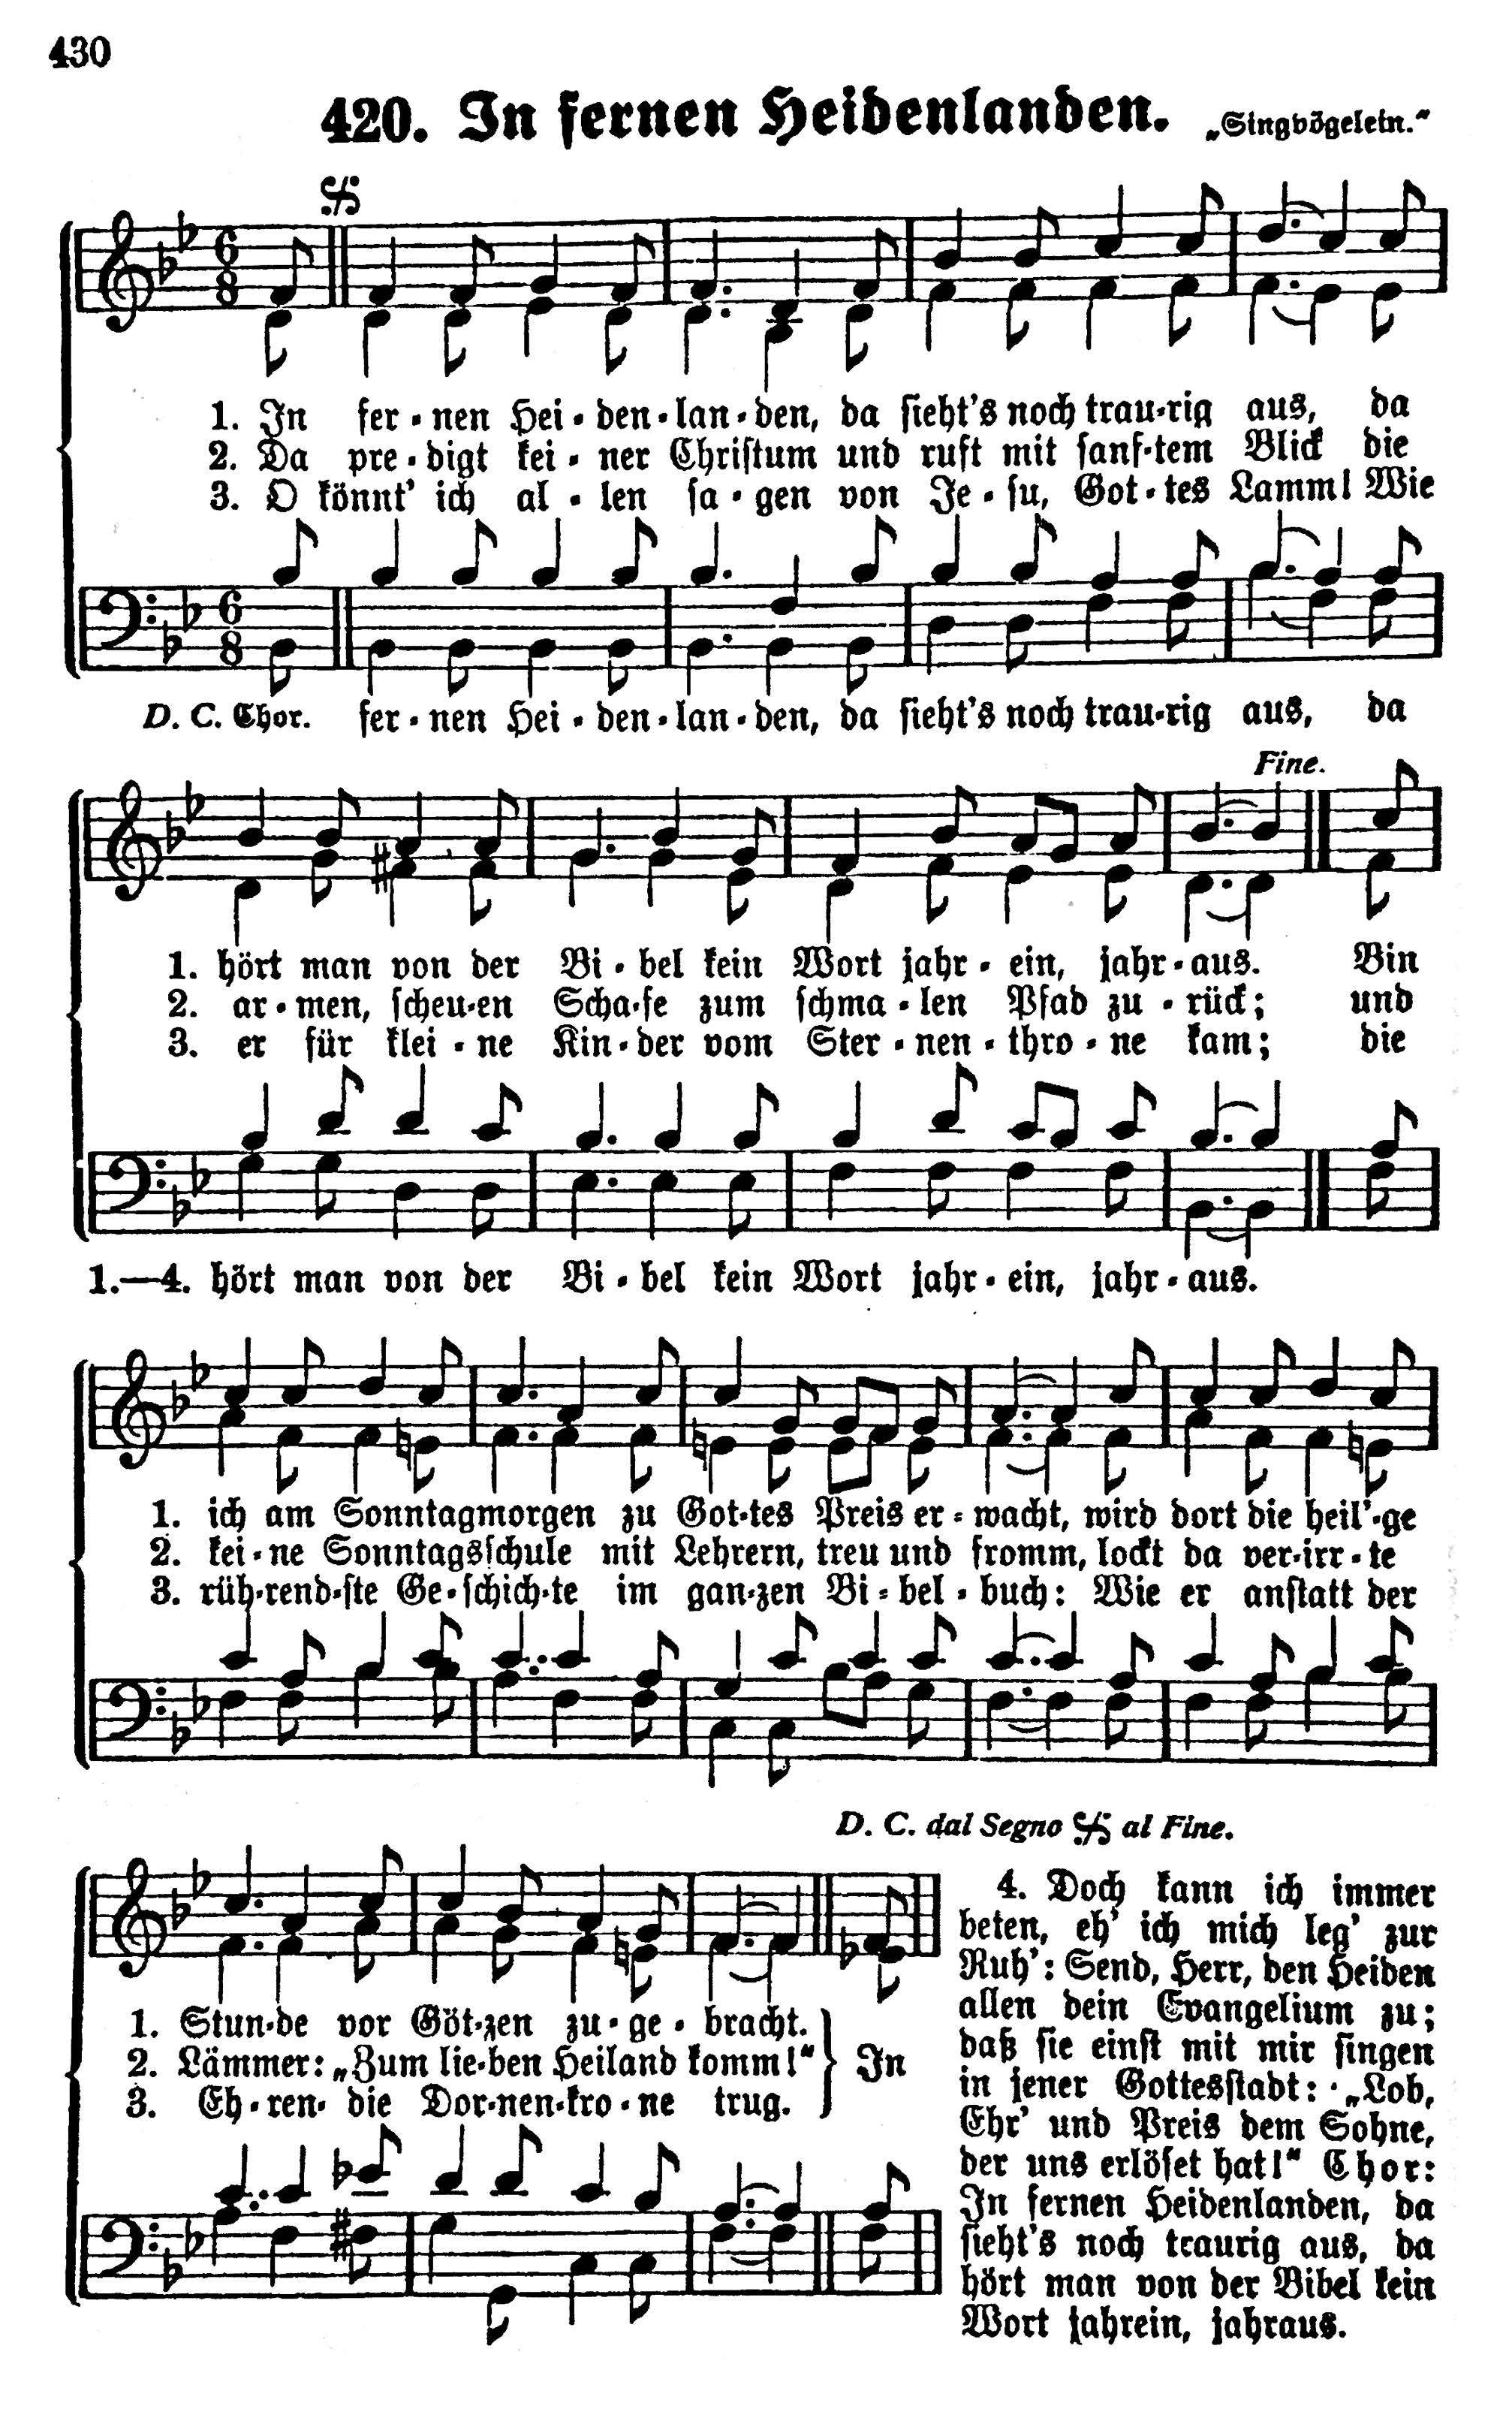 430
420. In fernen Heidenlanden. „Singvögelein.“
1. In fer-nen Hei-den-lan-den, da sieht's noch trau-rig aus, da
2. Da pre-digt kei-ner Christum und ruft mit sanf-tem Blick die
3. O könnt' ich al-len sa-gen von Je-su, Got-tes Lamm! Wie
D. C. Chor. fer-nen Hei-den-lan-den, da sieht's noch trau-rig aus, da
Fine.
1. hört man von der Bi-bel kein Wort jahr-ein, jahr-aus. Bin
2. ar-men, scheu-en Scha-fe zum schma-len Pfad zu-rück; und
3. er für klei-ne Kin-der vom Ster-nen-thro-ne kam; die
1.—4. hört man von der Bi-bel kein Wort jahr-ein, jahr-aus.
1. ich am Sonntagmorgen zu Got-tes Preis er-wacht, wird dort die heil'-ge
2. kei-ne Sonntagsschule mit Lehrern, treu und fromm, lockt da ver-irr-te
3. rüh-rend-ste Ge-schich-te im gan-zen Bi-bel-buch: Wie er anstatt der
D. C. dal Segno al Fine.
1. Stun-de vor Göt-zen zu-ge-bracht.
2. Lämmer: „Zum lie-ben Heiland komm!“ In
3. Eh-ren- die Dor-nen-kro-ne trug.
4. Doch kann ich immer
beten, eh' ich mich leg' zur
Ruh': Send, Herr, den Heiden
allen dein Evangelium zu;
daß sie einst mit mir singen
in jener Gottesstadt: „Lob,
Ehr' und Preis dem Sohne,
der uns erlöset hat!“ Chor:
In fernen Heidenlanden, da
sieht's noch traurig aus, da
hört man von der Bibel kein
Wort jahrein, jahraus.